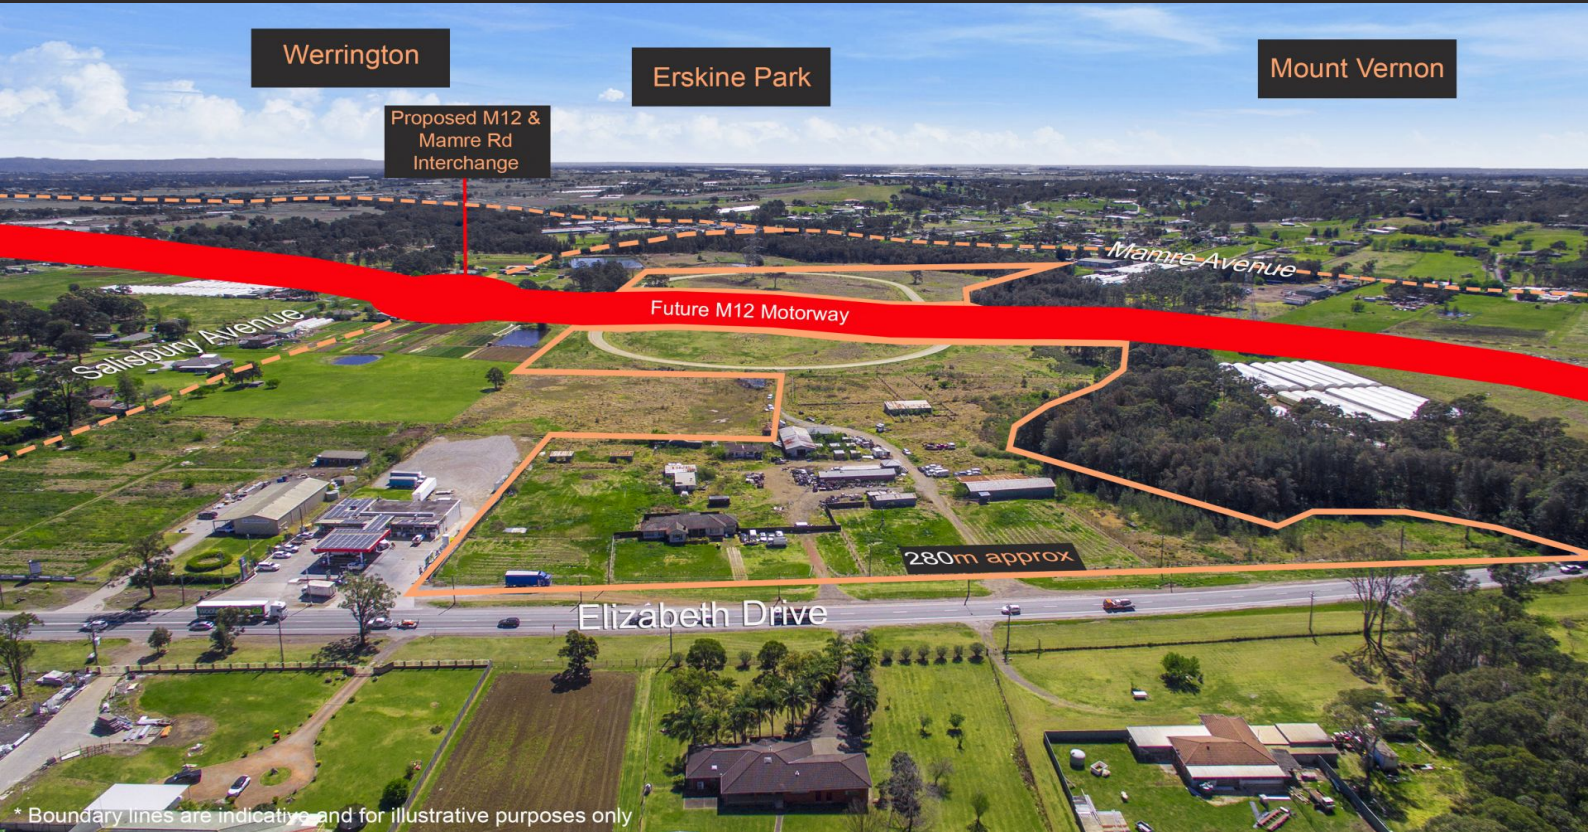 Werrington
Erskine Park
Mount Vernon
Proposed M12 &
Mamre Rd
Interchange
Mamre Avenue
Future M12 Motorway
Salisbury Avenue
280m approx
Elizabeth Drive
* Boundary lines are indicative and for illustrative purposes only